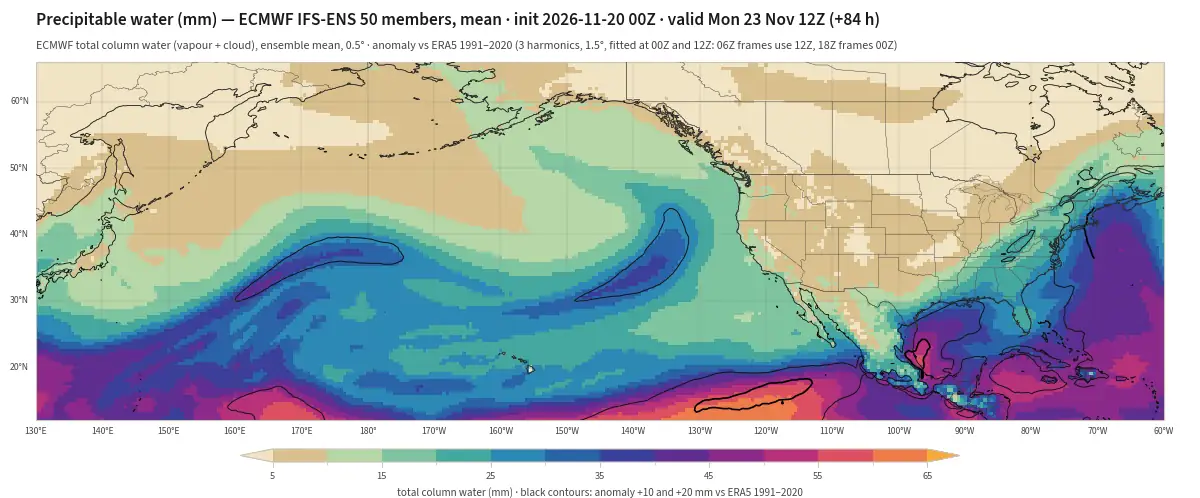 Precipitable water (mm) — ECMWF IFS-ENS 50 members, mean · init 2026-11-20 00Z · valid Mon 23 Nov 12Z (+84 h)
ECMWF total column water (vapour + cloud), ensemble mean, 0.5° · anomaly vs ERA5 1991–2020 (3 harmonics, 1.5°, fitted at 00Z and 12Z: 06Z frames use 12Z, 18Z frames 00Z)
60°N
50°N
40°N
30°N
20°N
130°E 140°E 150°E 160°E 170°E 180° 170°W 160°W 150°W 140°W 130°W 120°W 110°W 100°W 90°W 80°W 70°W 60°W
5 15 25 35 45 55 65
total column water (mm) · black contours: anomaly +10 and +20 mm vs ERA5 1991–2020